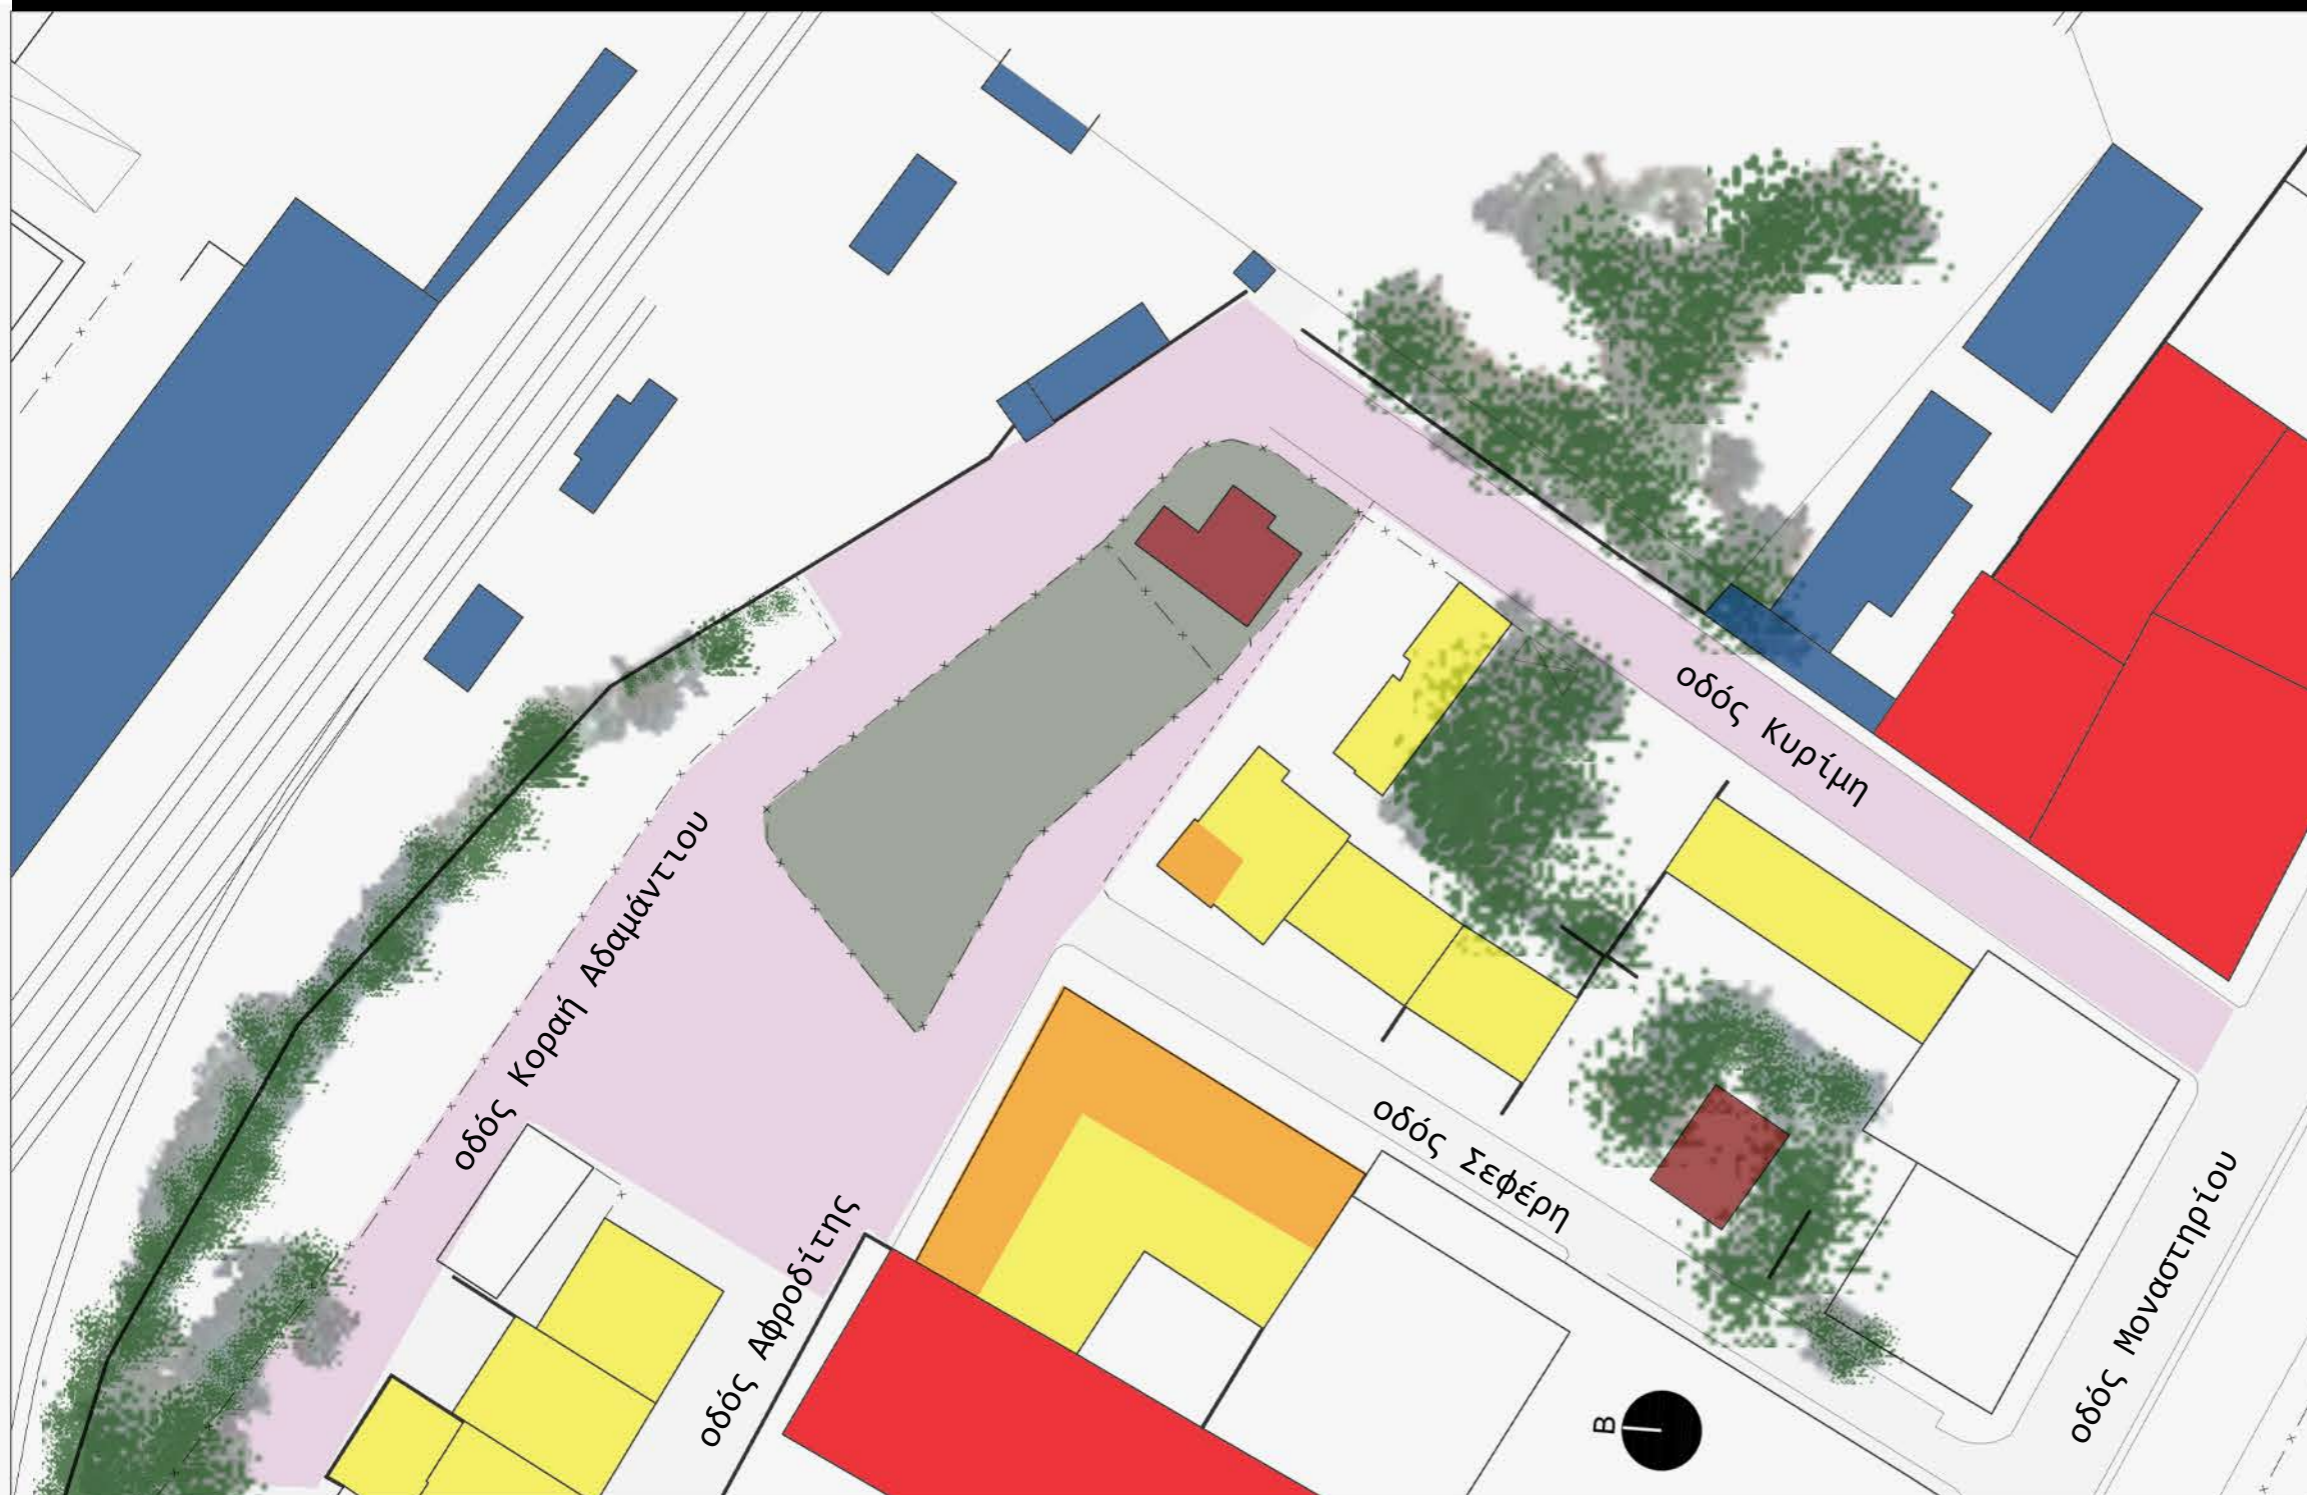 οδός Κυρίμη
οδός Κοραή Αδαμάντιου
οδός Σεφέρη
οδός Αφροδίτης
οδός Μοναστηρίου
Β